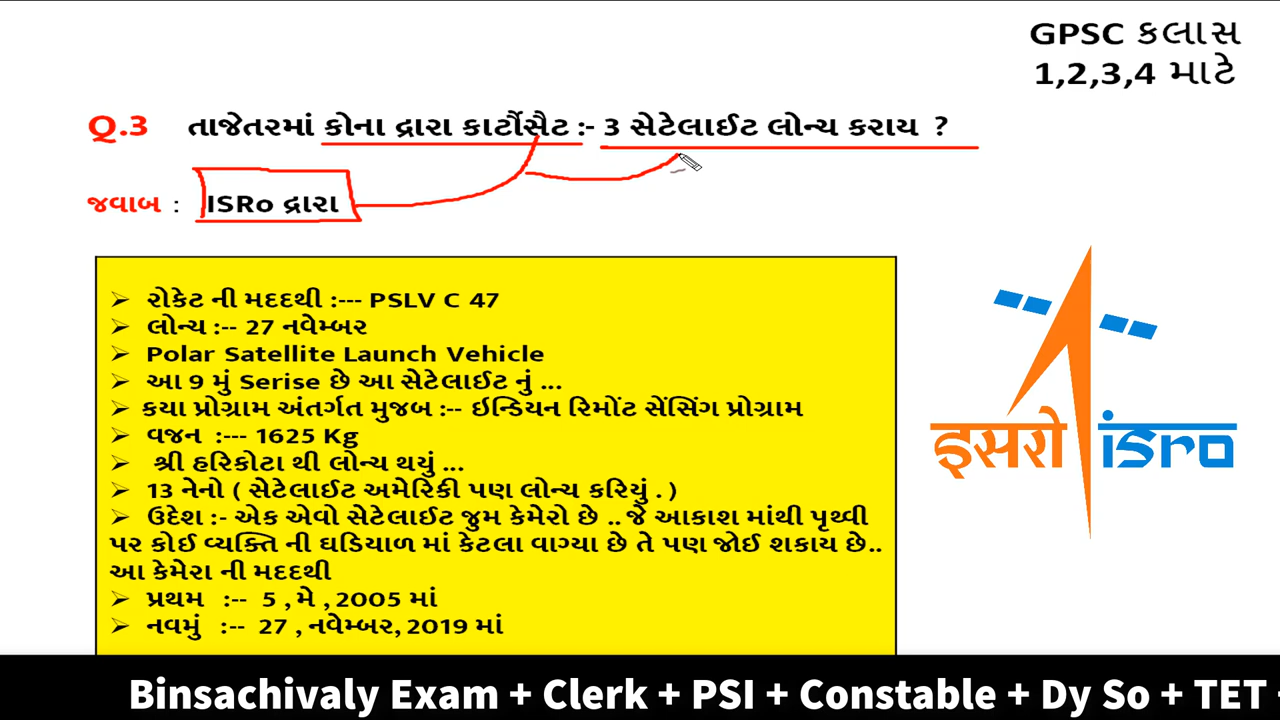 GPSC કલાસ
1,2,3,4 માટે
Q.3 તાજેતરમાં કોના દ્રારા કાર્ટોસૈટ :- 3 સેટેલાઈટ લોન્ચ કરાય ?
જવાબ : ISRo દ્રારા
➢ રોકેટ ની મદદથી :--- PSLV C 47
➢ લોન્ચ :-- 27 નવેમ્બર
➢ Polar Satellite Launch Vehicle
➢ આ 9 મું Serise છે આ સેટેલાઈટ નું ...
➢ કયા પ્રોગ્રામ અંતર્ગત મુજબ :-- ઇન્ડિયન રિમોંટ સેંસિંગ પ્રોગ્રામ
➢ વજન :--- 1625 Kg
➢ શ્રી હરિકોટા થી લોન્ચ થયું ...
➢ 13 નેનો ( સેટેલાઈટ અમેરિકી પણ લોન્ચ કરિયું . )
➢ ઉદેશ :- એક એવો સેટેલાઈટ જુમ કેમેરો છે .. જે આકાશ માંથી પૃથ્વી
પર કોઈ વ્યક્તિ ની ઘડિયાળ માં કેટલા વાગ્યા છે તે પણ જોઈ શકાય છે..
આ કેમેરા ની મદદથી
➢ પ્રથમ :-- 5 , મે , 2005 માં
➢ નવમું :-- 27 , નવેમ્બર, 2019 માં
इसरो isro
Binsachivaly Exam + Clerk + PSI + Constable + Dy So + TET +